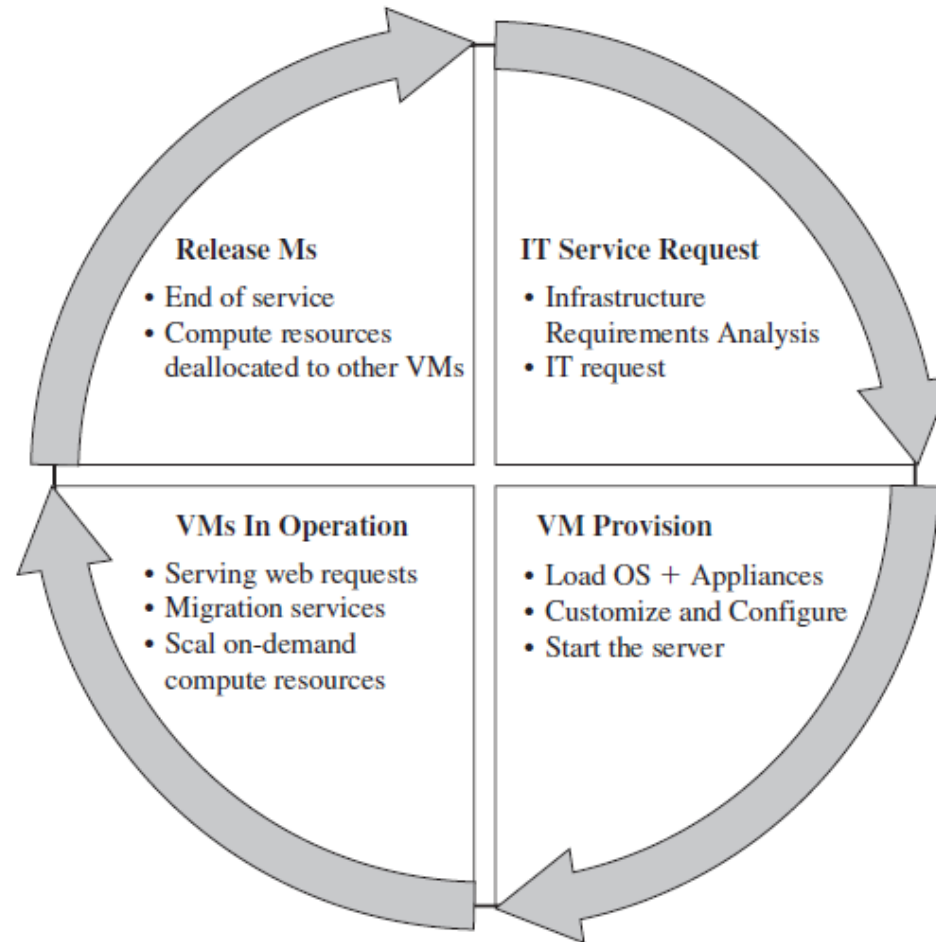 Release Ms
• End of service
• Compute resources
deallocated to other VMs
IT Service Request
• Infrastructure
Requirements Analysis
• IT request
VMs In Operation
• Serving web requests
• Migration services
• Scal on-demand
compute resources
VM Provision
• Load OS + Appliances
• Customize and Configure
• Start the server